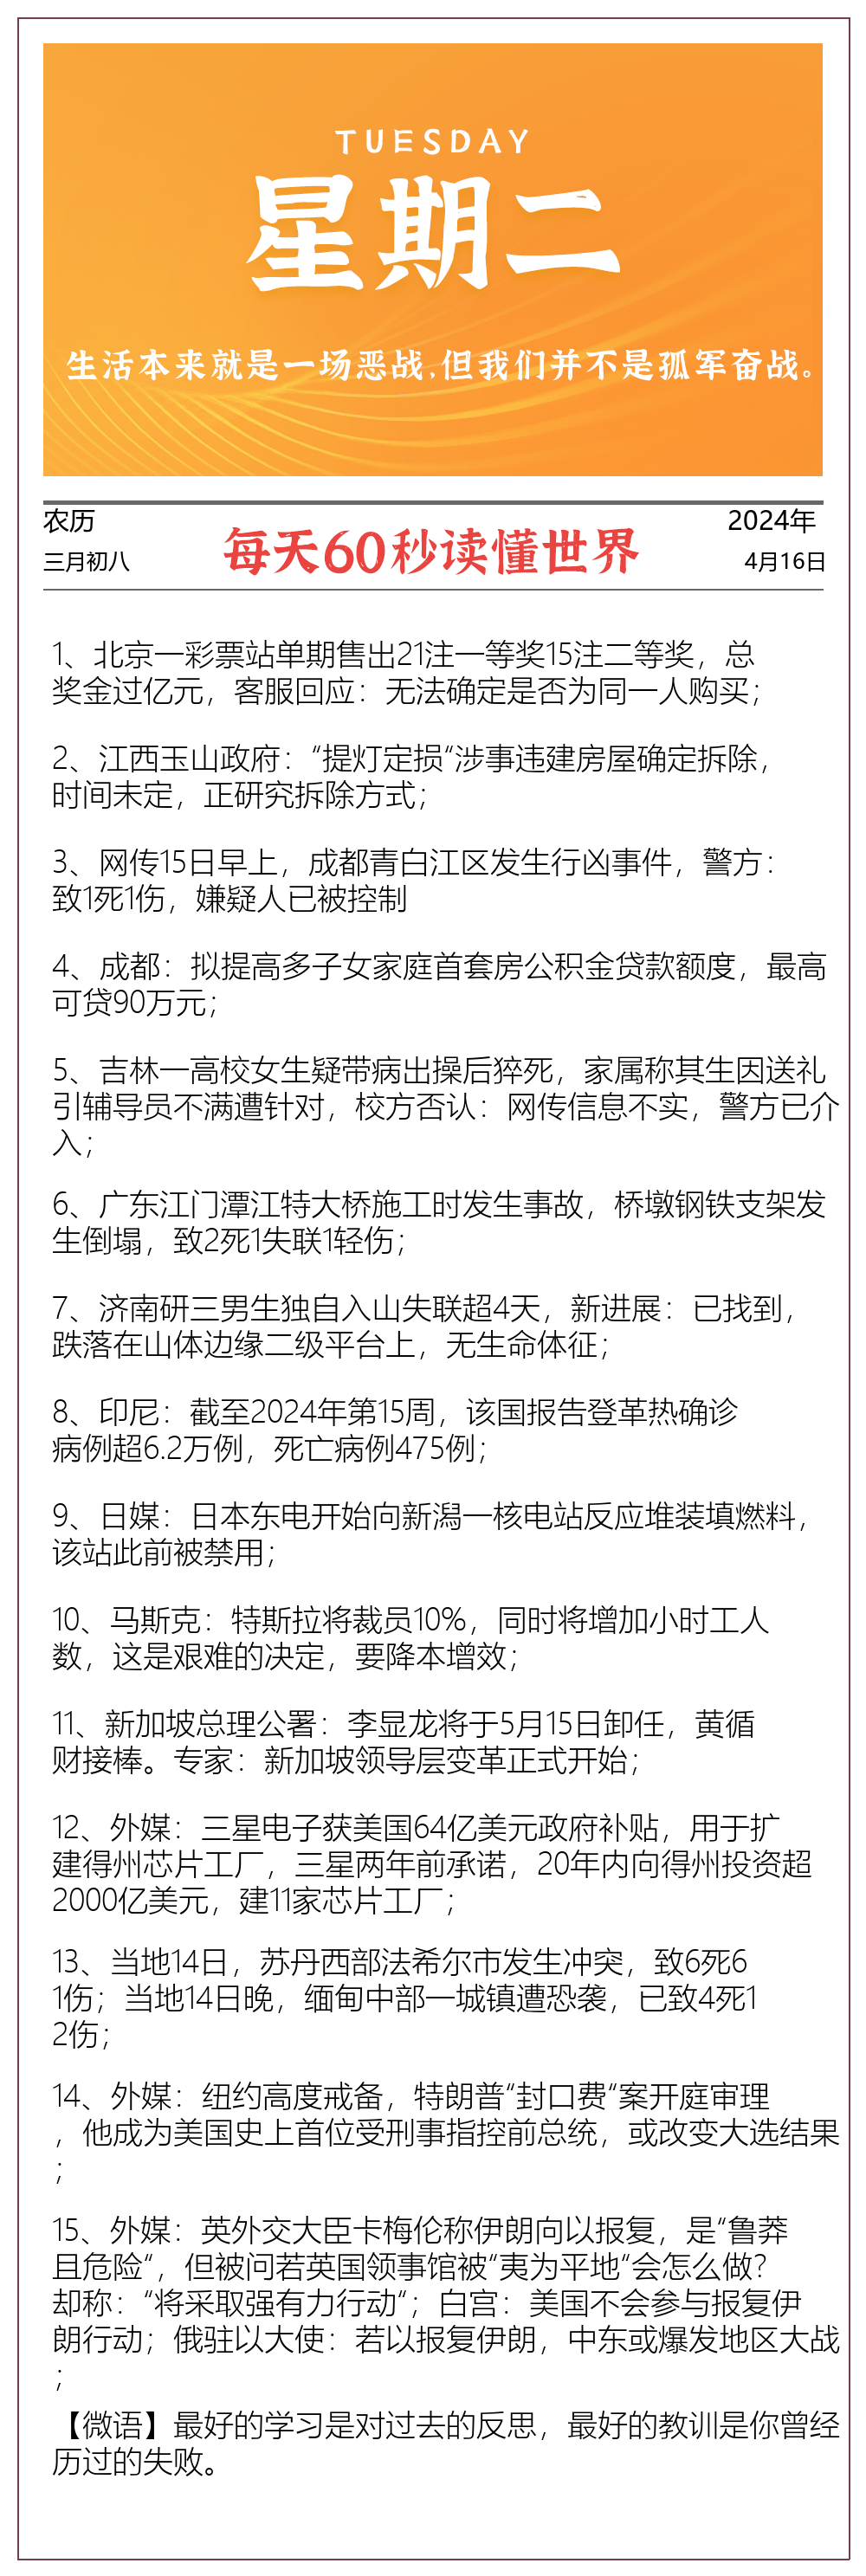 TUESDAY
星期二
生活本来就是一场恶战,但我们并不是孤军奋战。
农历
三月初八
每天60秒读懂世界
2024年
4月16日
1、北京一彩票站单期售出21注一等奖15注二等奖，总
奖金过亿元，客服回应：无法确定是否为同一人购买；
2、江西玉山政府：“提灯定损“涉事违建房屋确定拆除，
时间未定，正研究拆除方式；
3、网传15日早上，成都青白江区发生行凶事件，警方：
致1死1伤，嫌疑人已被控制
4、成都：拟提高多子女家庭首套房公积金贷款额度，最高
可贷90万元；
5、吉林一高校女生疑带病出操后猝死，家属称其生因送礼
引辅导员不满遭针对，校方否认：网传信息不实，警方已介
入；
6、广东江门潭江特大桥施工时发生事故，桥墩钢铁支架发
生倒塌，致2死1失联1轻伤；
7、济南研三男生独自入山失联超4天，新进展：已找到，
跌落在山体边缘二级平台上，无生命体征；
8、印尼：截至2024年第15周，该国报告登革热确诊
病例超6.2万例，死亡病例475例；
9、日媒：日本东电开始向新潟一核电站反应堆装填燃料，
该站此前被禁用；
10、马斯克：特斯拉将裁员10%，同时将增加小时工人
数，这是艰难的决定，要降本增效；
11、新加坡总理公署：李显龙将于5月15日卸任，黄循
财接棒。专家：新加坡领导层变革正式开始；
12、外媒：三星电子获美国64亿美元政府补贴，用于扩
建得州芯片工厂，三星两年前承诺，20年内向得州投资超
2000亿美元，建11家芯片工厂；
13、当地14日，苏丹西部法希尔市发生冲突，致6死6
1伤；当地14日晚，缅甸中部一城镇遭恐袭，已致4死1
2伤；
14、外媒：纽约高度戒备，特朗普“封口费“案开庭审理
，他成为美国史上首位受刑事指控前总统，或改变大选结果
；
15、外媒：英外交大臣卡梅伦称伊朗向以报复，是“鲁莽
且危险“，但被问若英国领事馆被“夷为平地“会怎么做？
却称：“将采取强有力行动“；白宫：美国不会参与报复伊
朗行动；俄驻以大使：若以报复伊朗，中东或爆发地区大战
；
【微语】最好的学习是对过去的反思，最好的教训是你曾经
历过的失败。